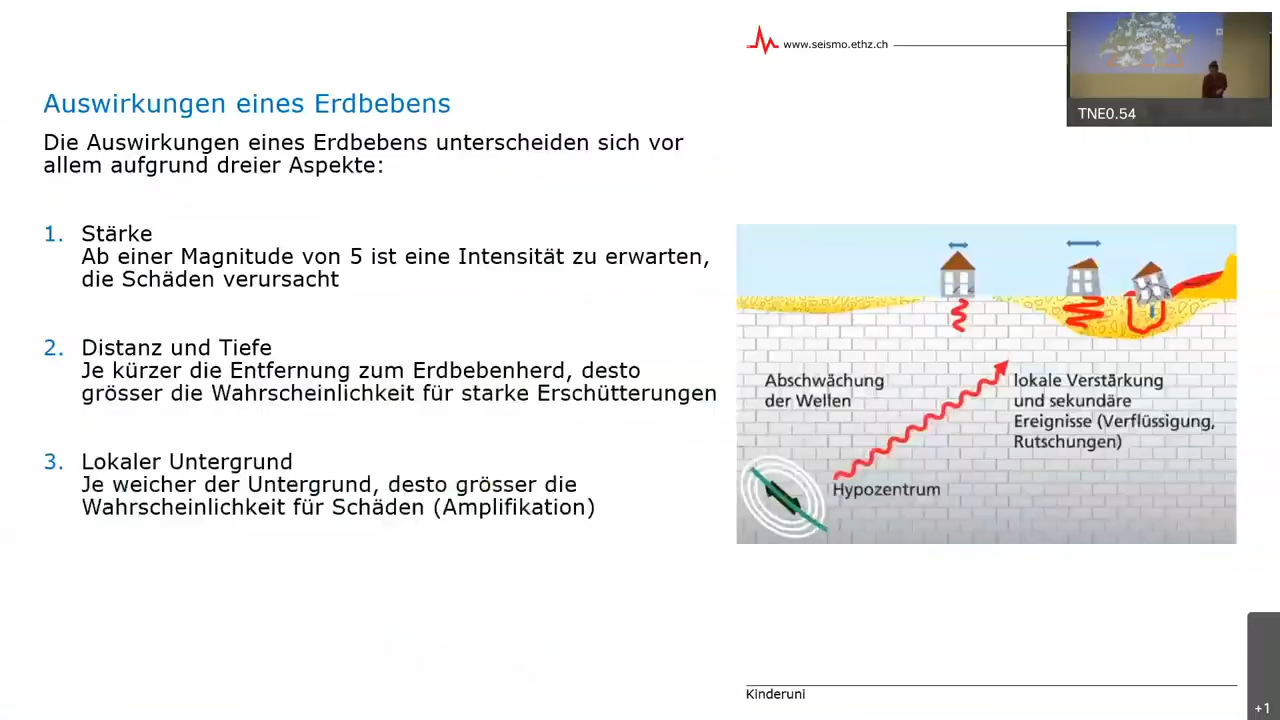 www.seismo.ethz.ch
TNE0.54
Auswirkungen eines Erdbebens
Die Auswirkungen eines Erdbebens unterscheiden sich vor
allem aufgrund dreier Aspekte:
1. Stärke
Ab einer Magnitude von 5 ist eine Intensität zu erwarten,
die Schäden verursacht
2. Distanz und Tiefe
Je kürzer die Entfernung zum Erdbebenherd, desto
grösser die Wahrscheinlichkeit für starke Erschütterungen
3. Lokaler Untergrund
Je weicher der Untergrund, desto grösser die
Wahrscheinlichkeit für Schäden (Amplifikation)
Abschwächung
der Wellen
lokale Verstärkung
und sekundäre
Ereignisse (Verflüssigung,
Rutschungen)
Hypozentrum
Kinderuni
+1